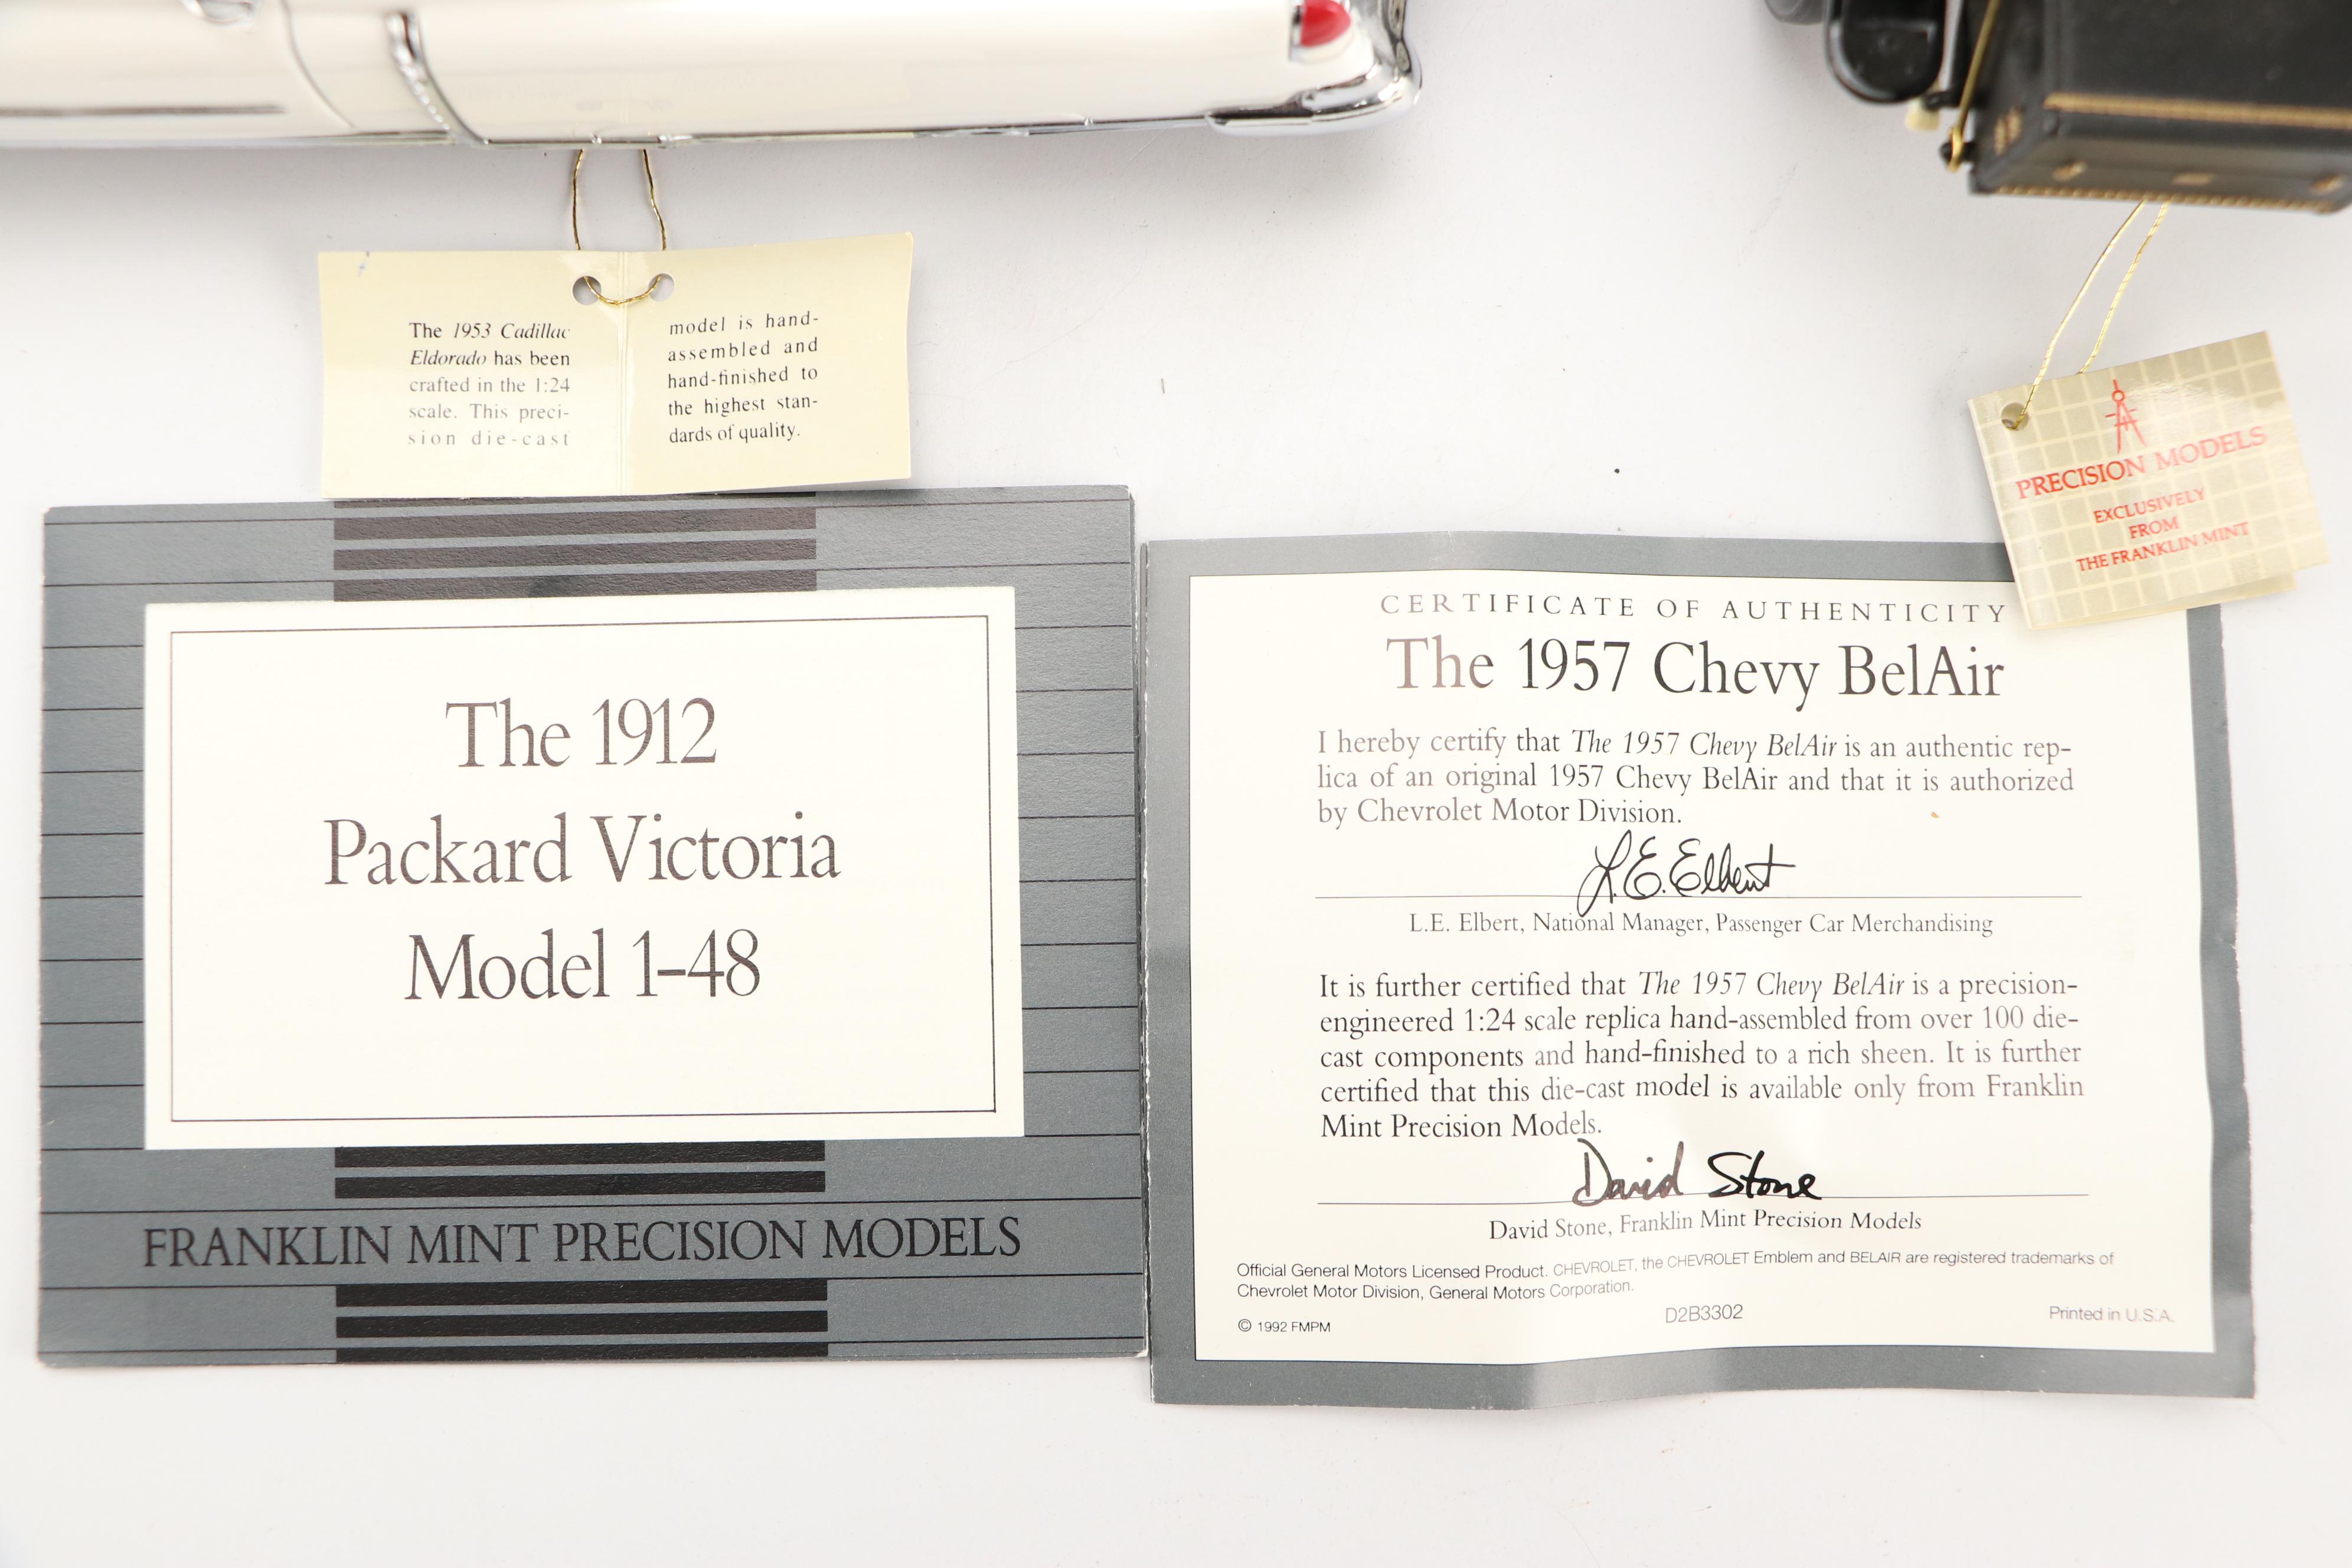 The 1953 Cadillac
Eldorado has been
crafted in the 1:24
scale. This preci-
sion die-cast
model is hand-
assembled and
hand-finished to
the highest stan-
dards of quality.
PRECISION MODELS
EXCLUSIVELY
FROM
THE FRANKLIN MINT
The 1912
Packard Victoria
Model 1-48
FRANKLIN MINT PRECISION MODELS
CERTIFICATE OF AUTHENTICITY
The 1957 Chevy BelAir
I hereby certify that The 1957 Chevy BelAir is an authentic rep-
lica of an original 1957 Chevy BelAir and that it is authorized
by Chevrolet Motor Division.
L.E. Elbert
L.E. Elbert, National Manager, Passenger Car Merchandising
It is further certified that The 1957 Chevy BelAir is a precision-
engineered 1:24 scale replica hand-assembled from over 100 die-
cast components and hand-finished to a rich sheen. It is further
certified that this die-cast model is available only from Franklin
Mint Precision Models.
David Stone
David Stone, Franklin Mint Precision Models
Official General Motors Licensed Product. CHEVROLET, the CHEVROLET Emblem and BELAIR are registered trademarks of
Chevrolet Motor Division, General Motors Corporation.
© 1992 FMPM D2B3302 Printed in U.S.A.